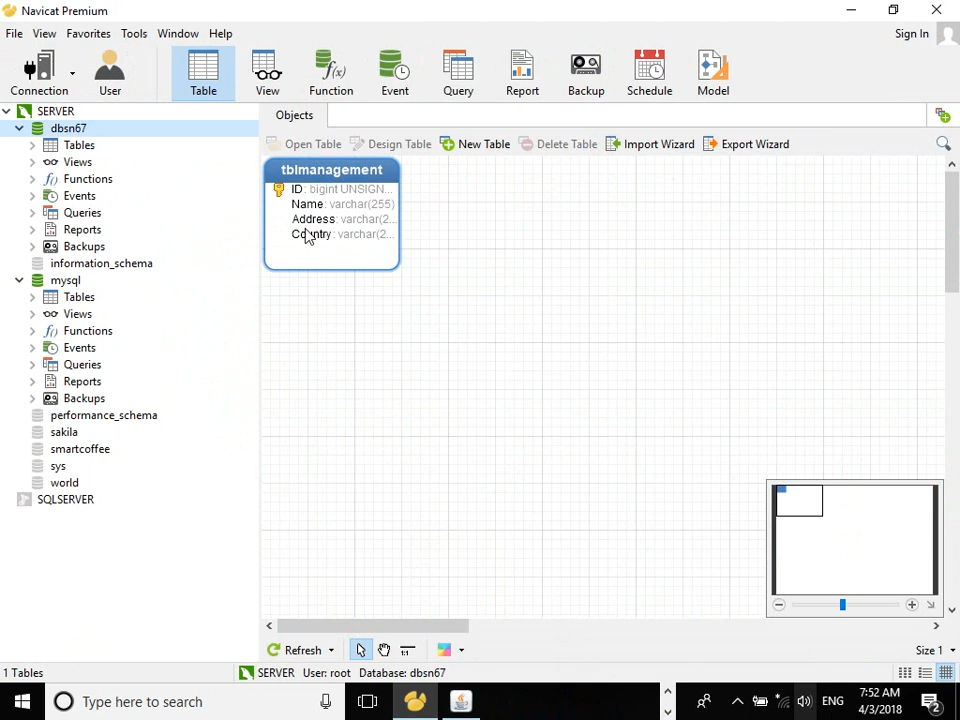 Navicat Premium
File View Favorites Tools Window Help
Sign In
Connection User Table View Function Event Query Report Backup Schedule Model
f(x)
SERVER
dbsn67
Tables
Views
f() Functions
Events
Queries
Reports
Backups
information_schema
mysql
Tables
Views
f() Functions
Events
Queries
Reports
Backups
performance_schema
sakila
smartcoffee
sys
world
SQLSERVER
Objects
Open Table Design Table New Table Delete Table Import Wizard Export Wizard
tblmanagement
ID: bigint UNSIGN...
Name: varchar(255)
Address: varchar(2...
Country: varchar(2...
Refresh 1:1 Size 1
1 Tables SERVER User: root Database: dbsn67
Type here to search
ENG
7:52 AM
4/3/2018
2